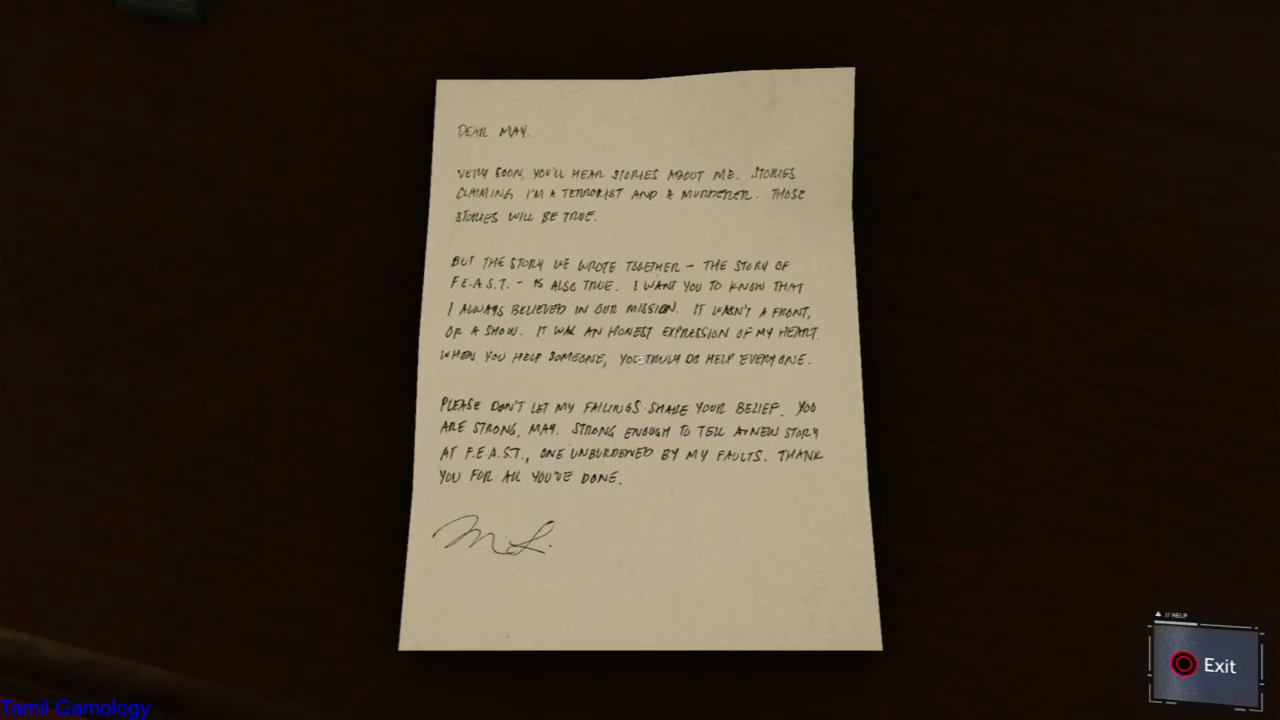 DEAR MAY.
VERY SOON, YOU'LL HEAR STORIES ABOUT ME. STORIES
CLAIMING I'M A TERRORIST AND A MURDERER. THOSE
STORIES WILL BE TRUE.
BUT THE STORY WE WROTE TOGETHER - THE STORY OF
F.E.A.S.T. - IS ALSO TRUE. I WANT YOU TO KNOW THAT
I ALWAYS BELIEVED IN OUR MISSION. IT WASN'T A FRONT,
OR A SHOW. IT WAS AN HONEST EXPRESSION OF MY HEART.
WHEN YOU HELP SOMEONE, YOU TRULY DO HELP EVERYONE.
PLEASE DON'T LET MY FAILINGS SHAKE YOUR BELIEF. YOU
ARE STRONG, MAY. STRONG ENOUGH TO TELL A NEW STORY
AT F.E.A.S.T., ONE UNBURDENED BY MY FAULTS. THANK
YOU FOR ALL YOU'VE DONE.
M L.
// HELP
Exit
Tamil Gamology